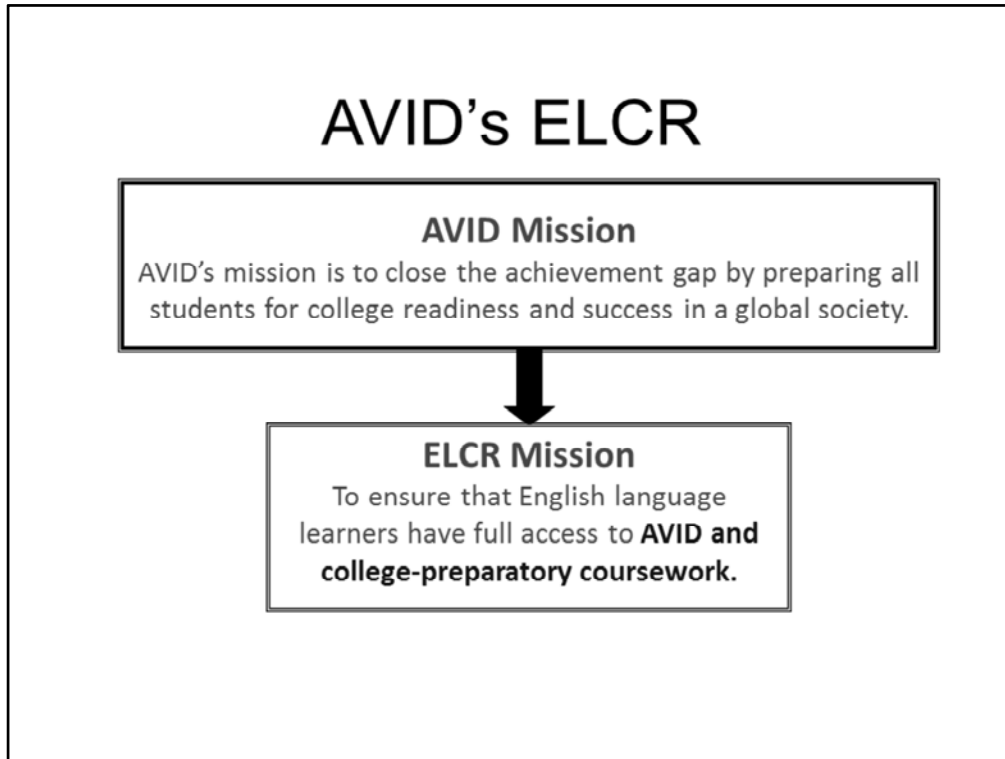 AVID’s ELCR
AVID Mission
AVID’s mission is to close the achievement gap by preparing all
students for college readiness and success in a global society.
ELCR Mission
To ensure that English language
learners have full access to AVID and
college-preparatory coursework.